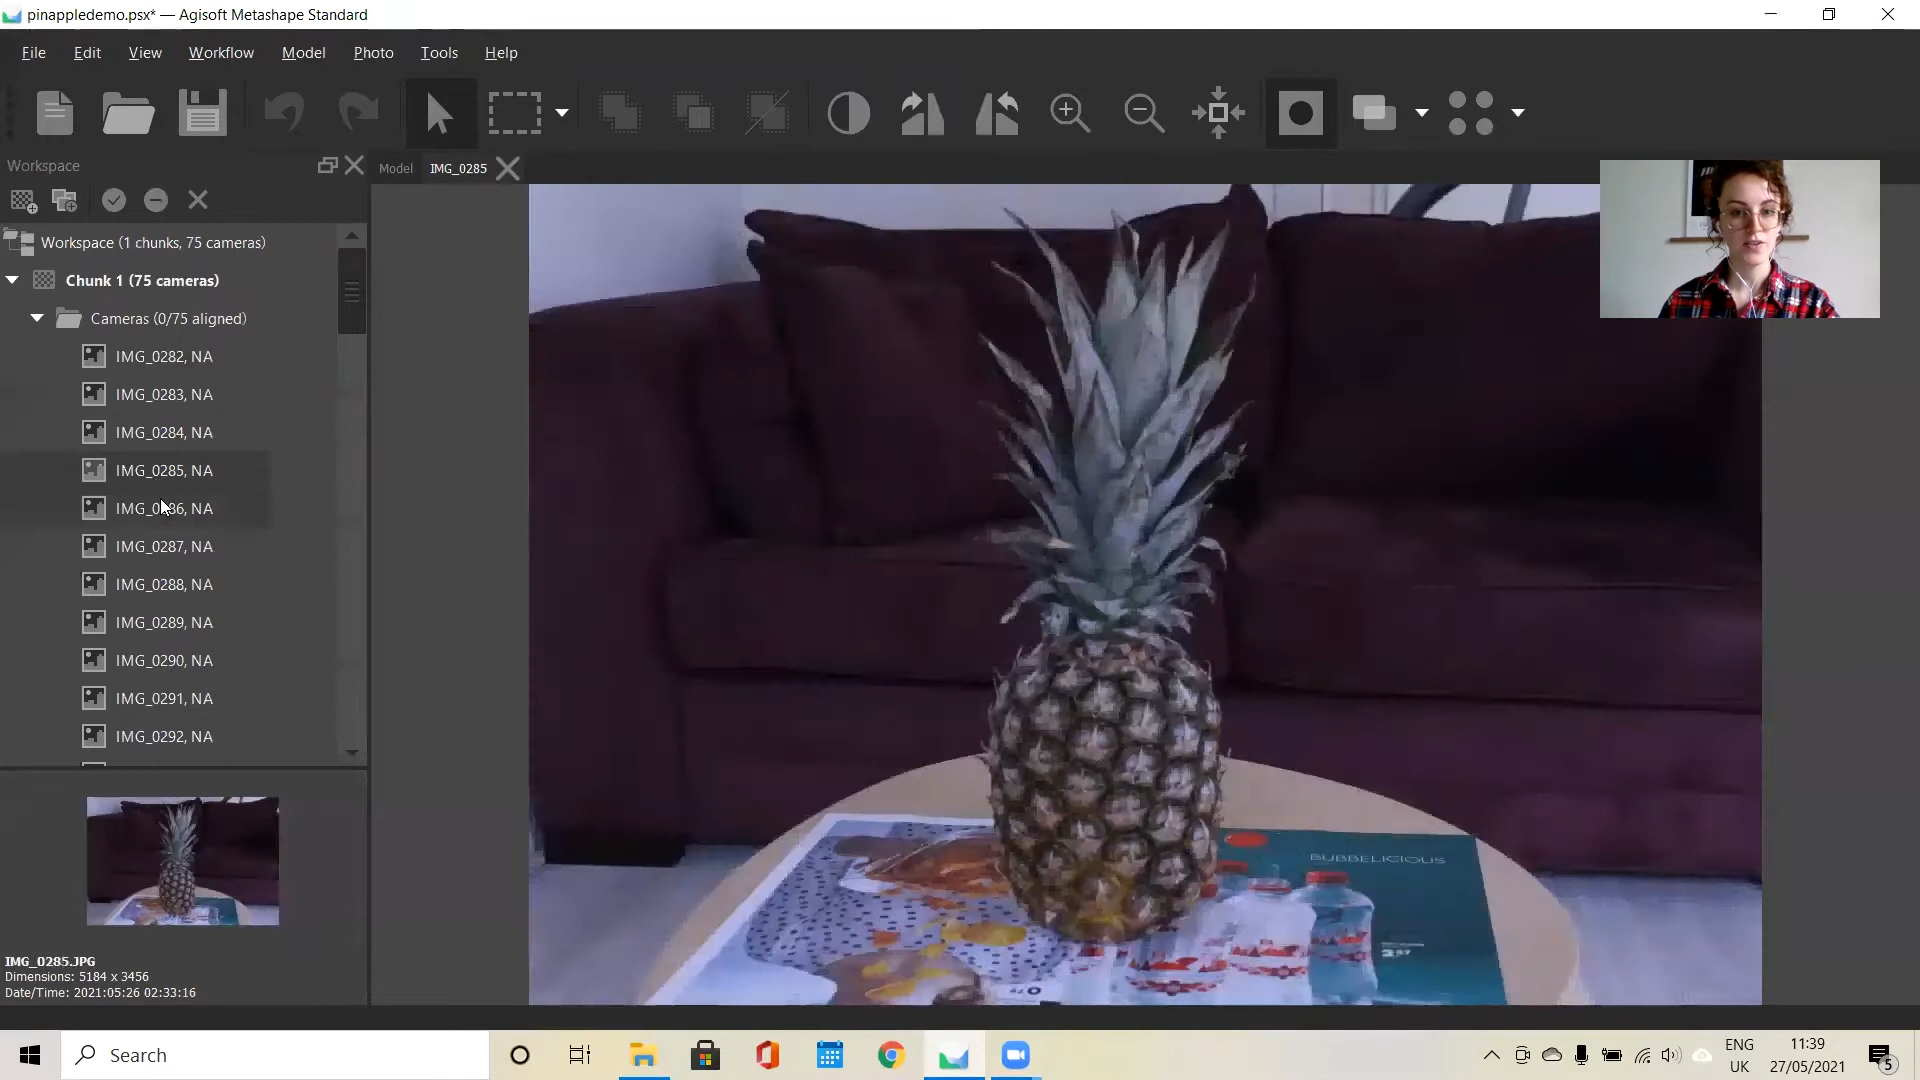 pinappledemo.psx* — Agisoft Metashape Standard
File Edit View Workflow Model Photo Tools Help
Workspace
Model IMG_0285
Workspace (1 chunks, 75 cameras)
Chunk 1 (75 cameras)
Cameras (0/75 aligned)
IMG_0282, NA
IMG_0283, NA
IMG_0284, NA
IMG_0285, NA
IMG_0286, NA
IMG_0287, NA
IMG_0288, NA
IMG_0289, NA
IMG_0290, NA
IMG_0291, NA
IMG_0292, NA
BUBBELICIOUS
IMG_0285.JPG
Dimensions: 5184 x 3456
Date/Time: 2021:05:26 02:33:16
Search
ENG
UK
11:39
27/05/2021
5